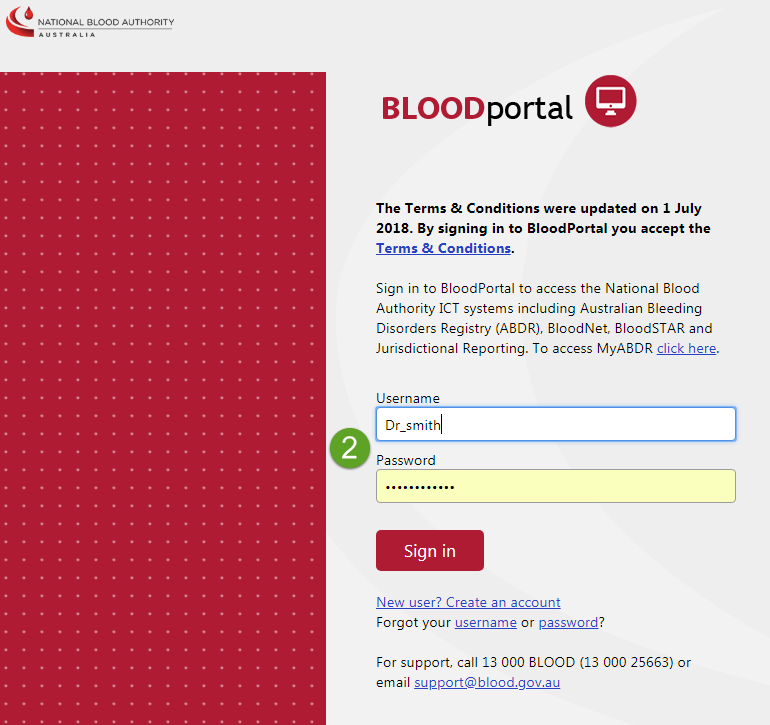 NATIONAL BLOOD AUTHORITY
AUSTRALIA
BLOODportal
The Terms & Conditions were updated on 1 July
2018. By signing in to BloodPortal you accept the
Terms & Conditions.
Sign in to BloodPortal to access the National Blood
Authority ICT systems including Australian Bleeding
Disorders Registry (ABDR), BloodNet, BloodSTAR and
Jurisdictional Reporting. To access MyABDR click here.
Username
Dr_smith
2
Password
••••••••••••
Sign in
New user? Create an account
Forgot your username or password?
For support, call 13 000 BLOOD (13 000 25663) or
email support@blood.gov.au